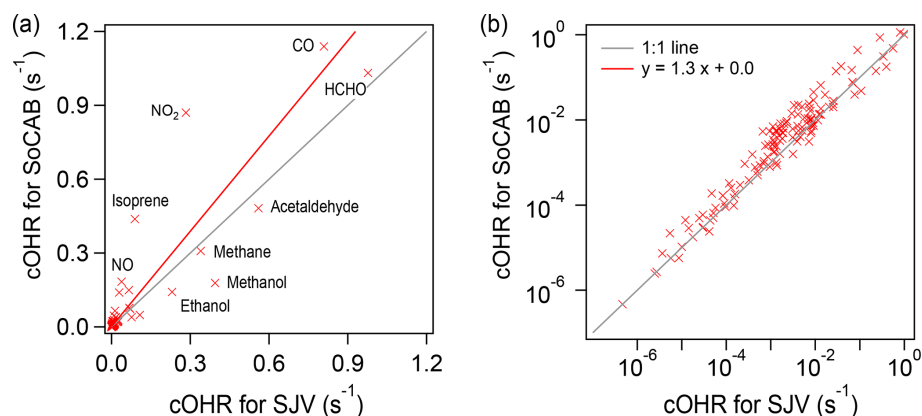 (a)
cOHR for SoCAB (s⁻¹)
1.2
0.9
0.6
0.3
0.0
CO
HCHO
NO₂
Isoprene
Acetaldehyde
NO
Methane
Methanol
Ethanol
0.0 0.3 0.6 0.9 1.2
cOHR for SJV (s⁻¹)
(b)
cOHR for SoCAB (s⁻¹)
1:1 line
y = 1.3 x + 0.0
10⁰
10⁻²
10⁻⁴
10⁻⁶
10⁻⁶ 10⁻⁴ 10⁻² 10⁰
cOHR for SJV (s⁻¹)